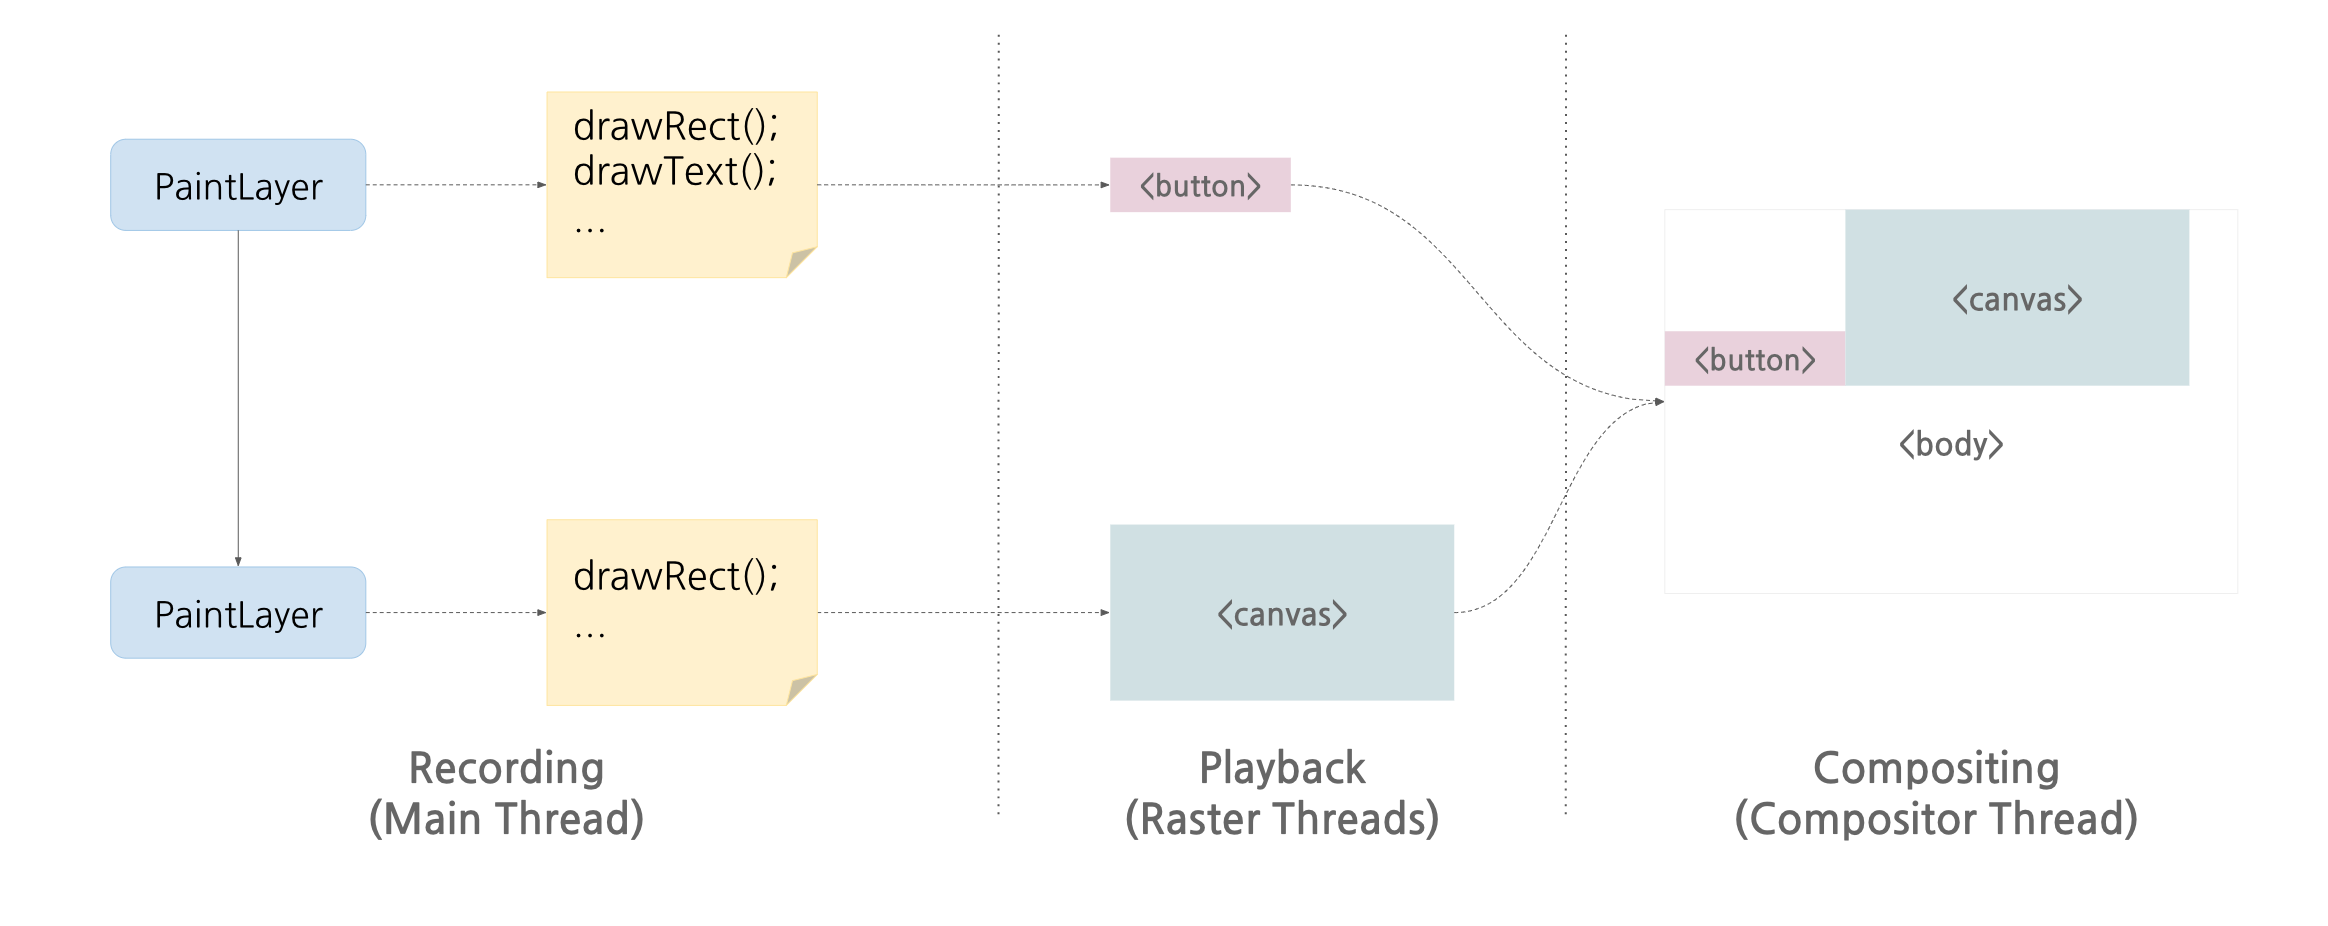 PaintLayer
drawRect();
drawText();
...
<button>
PaintLayer
drawRect();
...
<canvas>
<canvas>
<button>
<body>
Recording
(Main Thread)
Playback
(Raster Threads)
Compositing
(Compositor Thread)